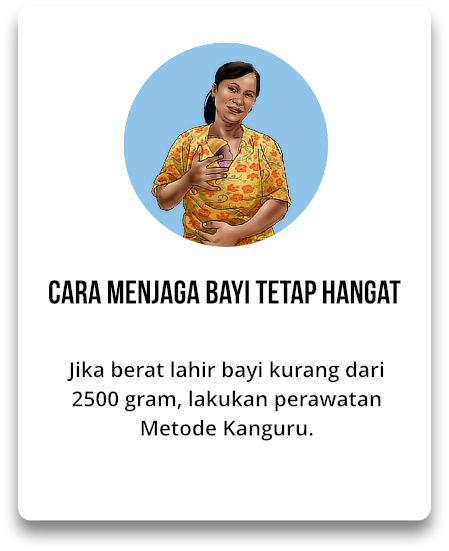 CARA MENJAGA BAYI TETAP HANGAT
Jika berat lahir bayi kurang dari
2500 gram, lakukan perawatan
Metode Kanguru.